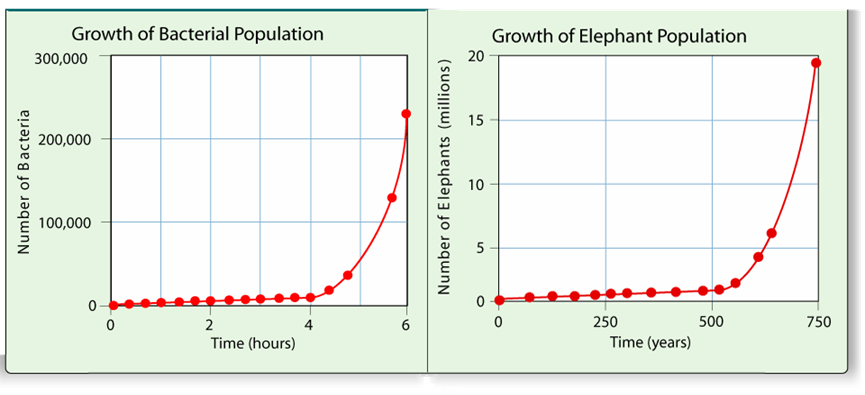 Growth of Bacterial Population
300,000
200,000
100,000
0
Number of Bacteria
0 2 4 6
Time (hours)
Growth of Elephant Population
20
15
10
5
0
Number of Elephants (millions)
0 250 500 750
Time (years)